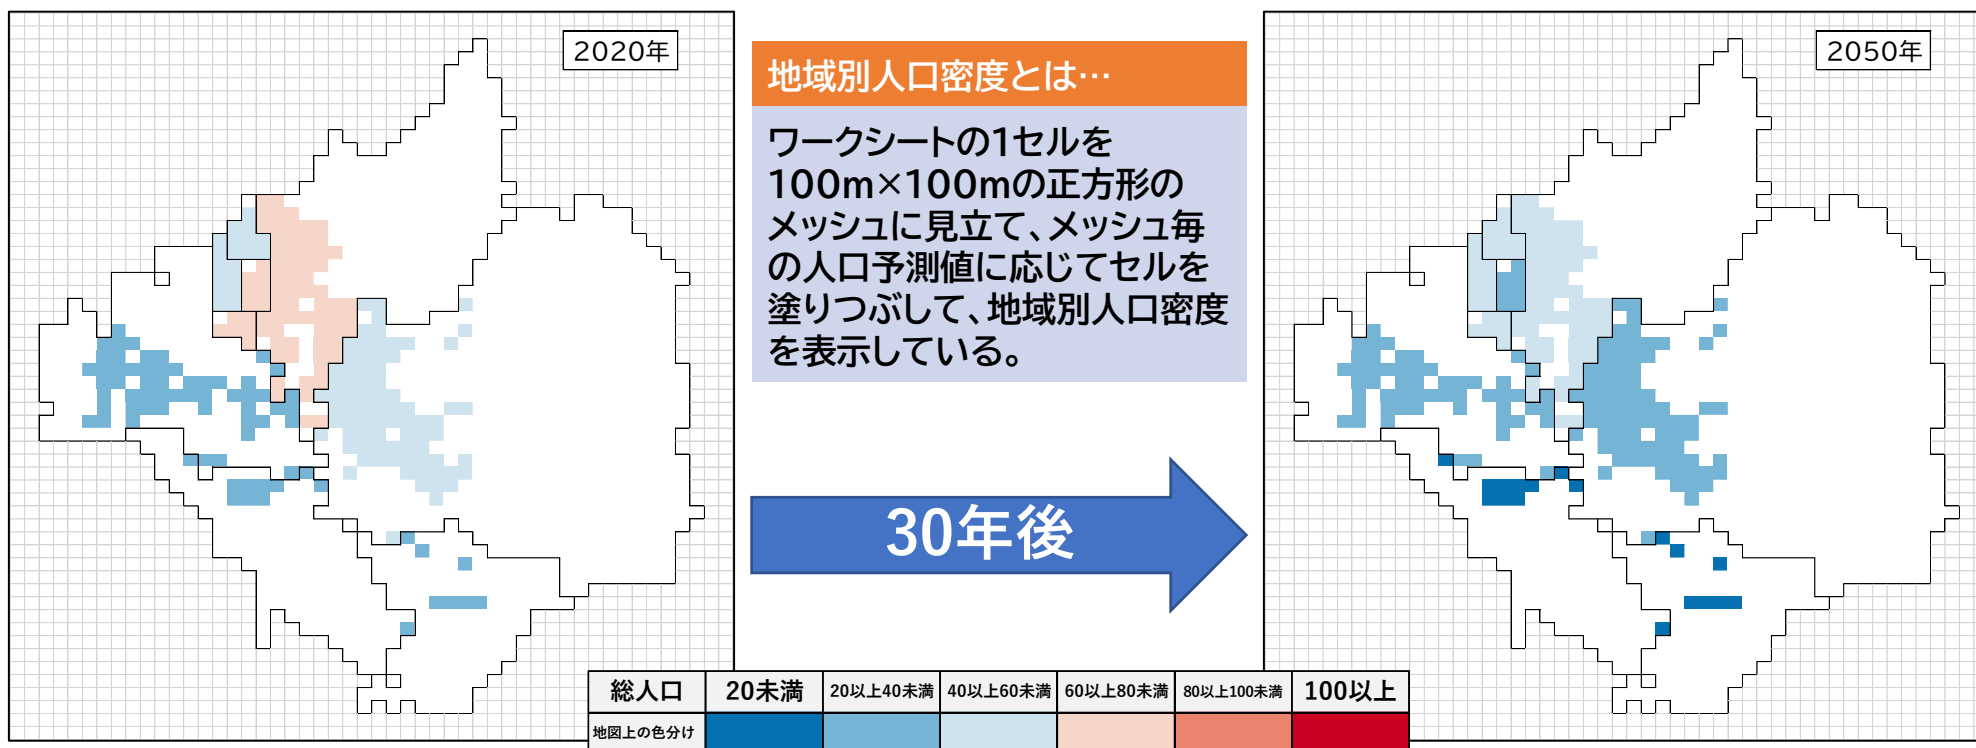 2020年
地域別人口密度とは…
ワークシートの1セルを
100m×100mの正方形の
メッシュに見立て、メッシュ毎
の人口予測値に応じてセルを
塗りつぶして、地域別人口密度
を表示している。
30年後
2050年
総人口 20未満 20以上40未満 40以上60未満 60以上80未満 80以上100未満 100以上
地図上の色分け